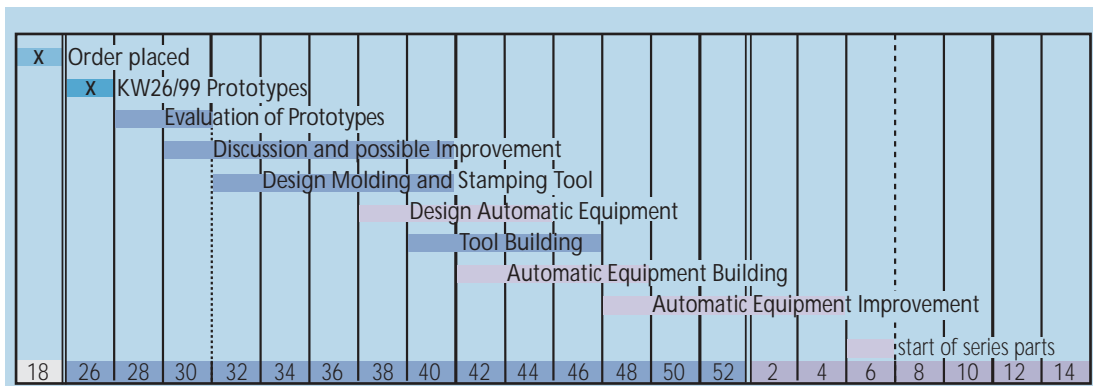 X Order placed
X KW26/99 Prototypes
Evaluation of Prototypes
Discussion and possible Improvement
Design Molding and Stamping Tool
Design Automatic Equipment
Tool Building
Automatic Equipment Building
Automatic Equipment Improvement
start of series parts
18 26 28 30 32 34 36 38 40 42 44 46 48 50 52 2 4 6 8 10 12 14